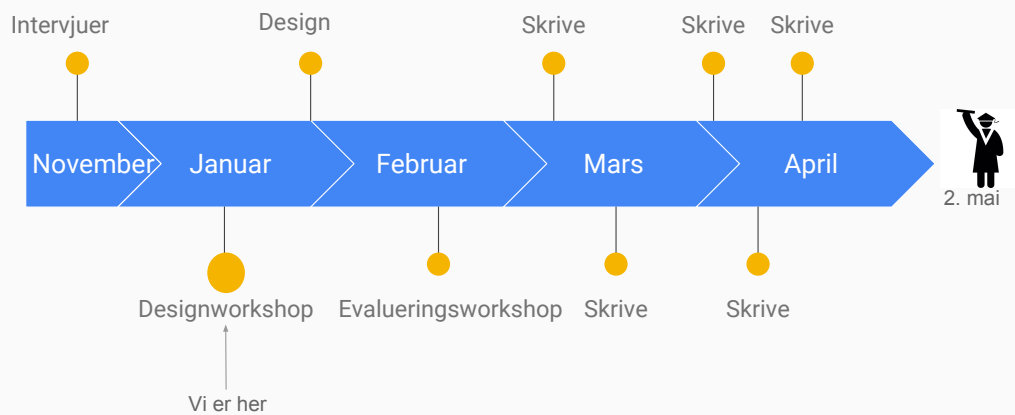 Intervjuer
Design
Skrive
Skrive
Skrive
November
Januar
Februar
Mars
April
2. mai
Designworkshop
Evalueringsworkshop
Skrive
Skrive
Vi er her